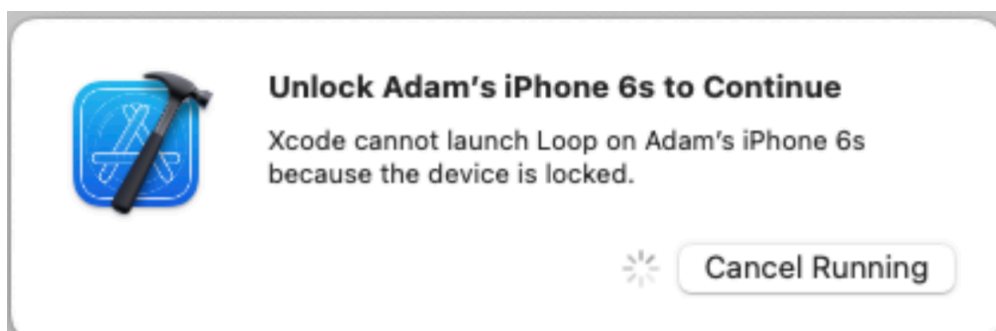 Unlock Adam’s iPhone 6s to Continue
Xcode cannot launch Loop on Adam’s iPhone 6s
because the device is locked.
Cancel Running